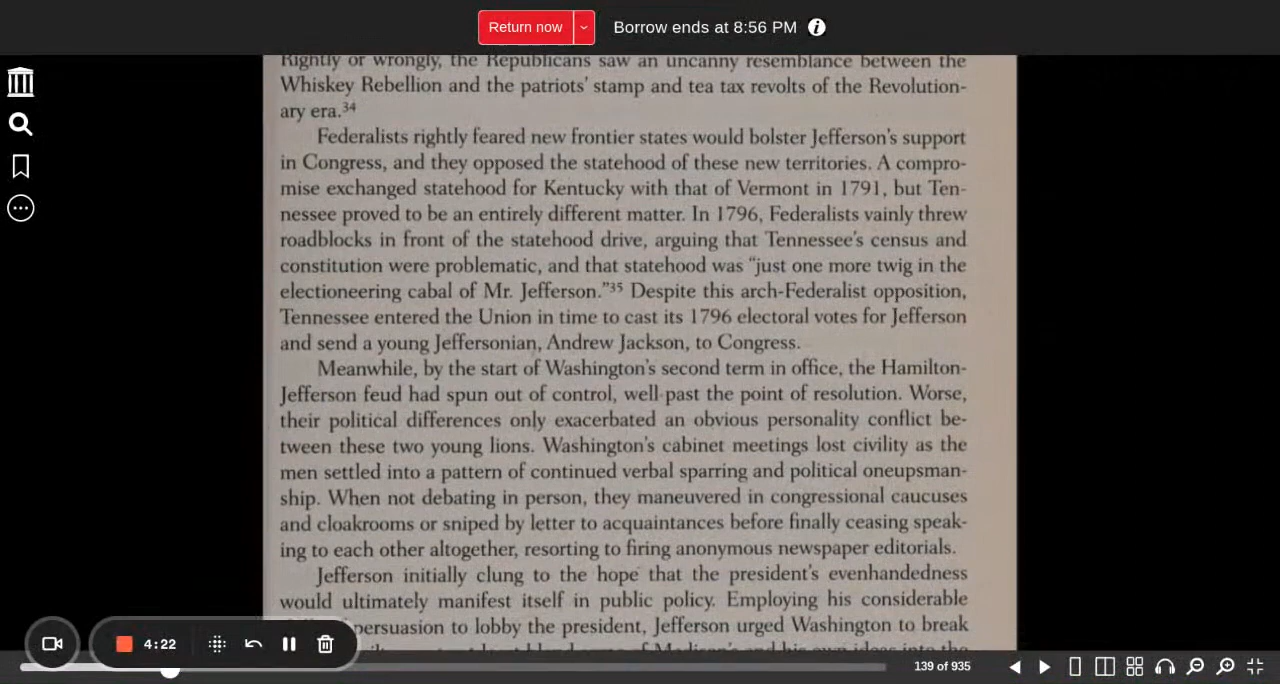 Return now
Borrow ends at 8:56 PM
Rightly or wrongly, the Republicans saw an uncanny resemblance between the
Whiskey Rebellion and the patriots' stamp and tea tax revolts of the Revolution-
ary era.34
Federalists rightly feared new frontier states would bolster Jefferson's support
in Congress, and they opposed the statehood of these new territories. A compro-
mise exchanged statehood for Kentucky with that of Vermont in 1791, but Ten-
nessee proved to be an entirely different matter. In 1796, Federalists vainly threw
roadblocks in front of the statehood drive, arguing that Tennessee's census and
constitution were problematic, and that statehood was "just one more twig in the
electioneering cabal of Mr. Jefferson."35 Despite this arch-Federalist opposition,
Tennessee entered the Union in time to cast its 1796 electoral votes for Jefferson
and send a young Jeffersonian, Andrew Jackson, to Congress.
Meanwhile, by the start of Washington's second term in office, the Hamilton-
Jefferson feud had spun out of control, well past the point of resolution. Worse,
their political differences only exacerbated an obvious personality conflict be-
tween these two young lions. Washington's cabinet meetings lost civility as the
men settled into a pattern of continued verbal sparring and political oneupsman-
ship. When not debating in person, they maneuvered in congressional caucuses
and cloakrooms or sniped by letter to acquaintances before finally ceasing speak-
ing to each other altogether, resorting to firing anonymous newspaper editorials.
Jefferson initially clung to the hope that the president's evenhandedness
would ultimately manifest itself in public policy. Employing his considerable
persuasion to lobby the president, Jefferson urged Washington to break
4:22
139 of 935